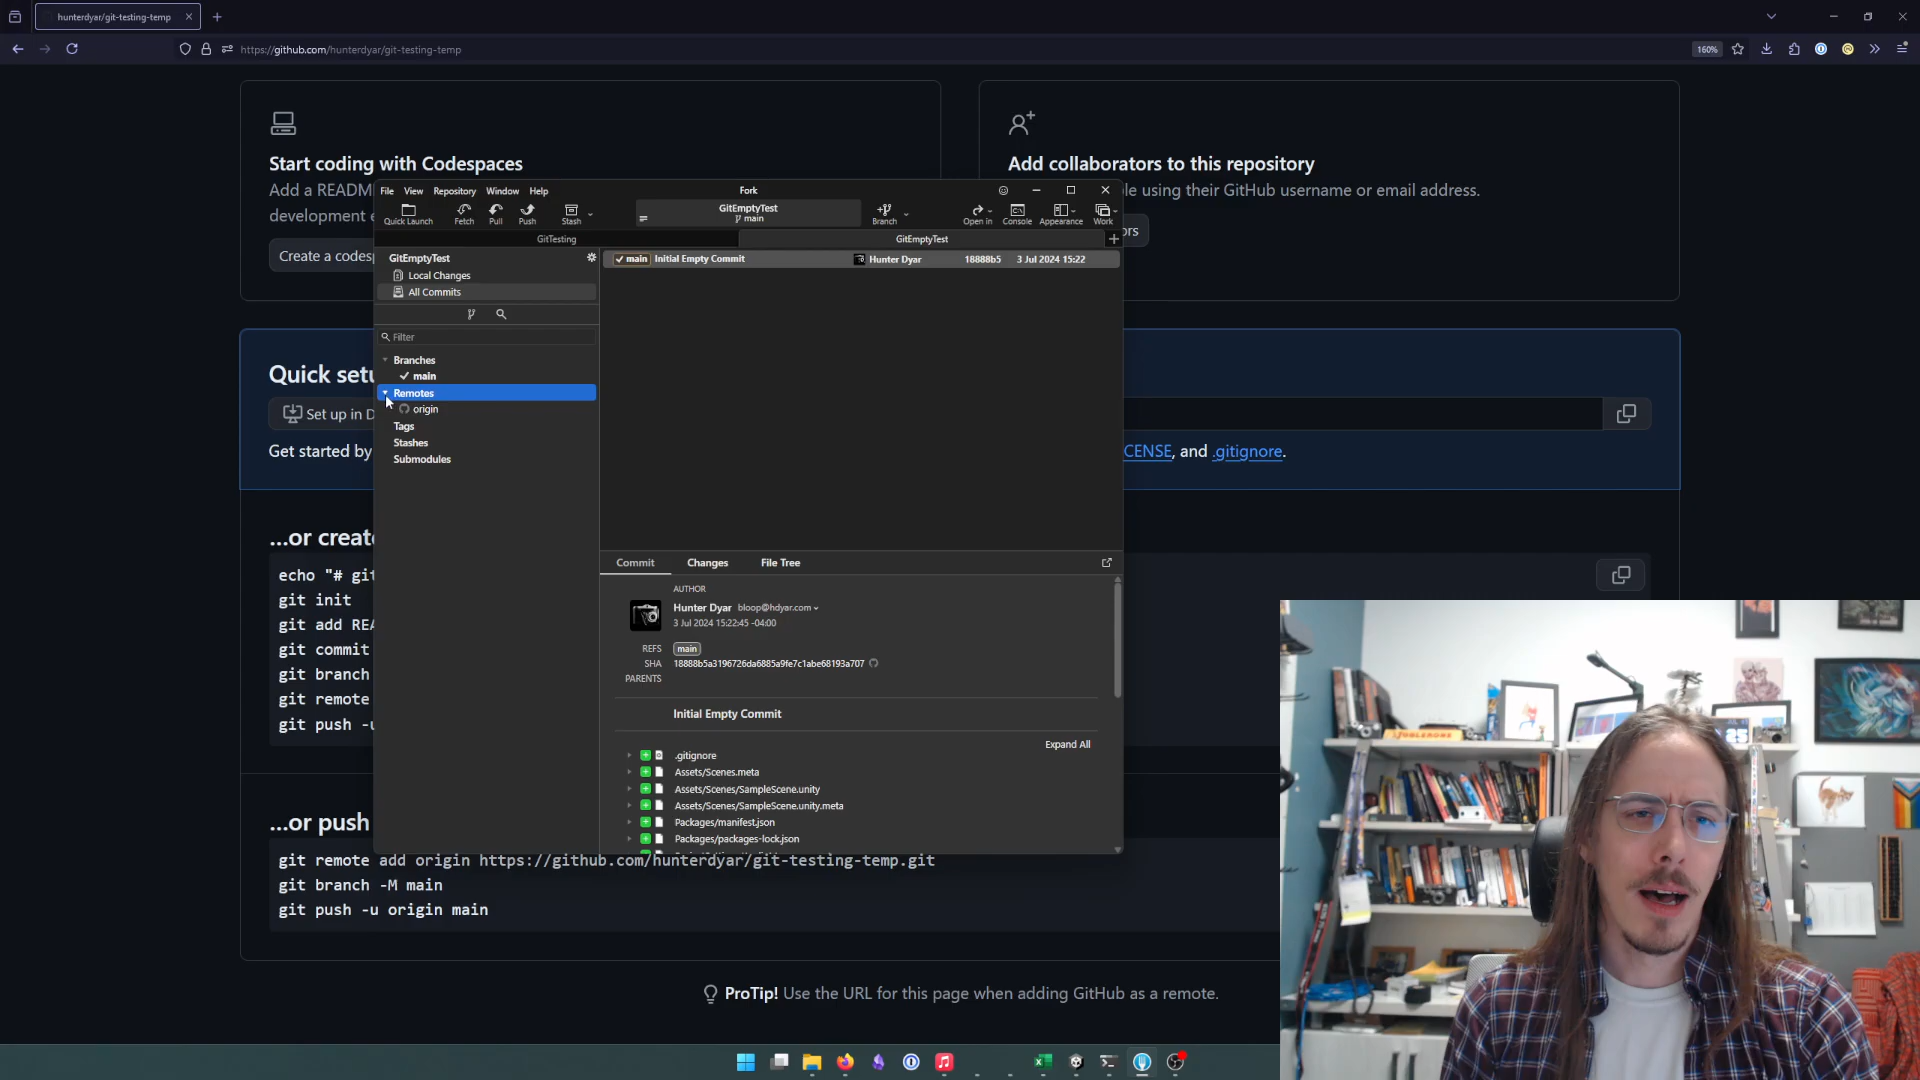 hunterdyar/git-testing-temp
https://github.com/hunterdyar/git-testing-temp
160%
Start coding with Codespaces
Add a README
development e
Create a codesp
Add collaborators to this repository
le using their GitHub username or email address.
ors
File View Repository Window Help
Fork
Quick Launch
Fetch
Pull
Push
Stash
GitEmptyTest
main
Branch
Open in
Console
Appearance
Work
GitTesting
GitEmptyTest
GitEmptyTest
Local Changes
All Commits
Filter
Branches
main
Remotes
origin
Tags
Stashes
Submodules
main Initial Empty Commit Hunter Dyar 18888b5 3 Jul 2024 15:22
Quick setu
Set up in D
Get started by
CENSE, and .gitignore.
Commit Changes File Tree
AUTHOR
Hunter Dyar bloop@hdyar.com
3 Jul 2024 15:22:45 -04:00
REFS main
SHA 18888b5a3196726da6885a9fe7c1abe68193a707
PARENTS
Initial Empty Commit
Expand All
.gitignore
Assets/Scenes.meta
Assets/Scenes/SampleScene.unity
Assets/Scenes/SampleScene.unity.meta
Packages/manifest.json
Packages/packages-lock.json
...or create
echo "# git
git init
git add REA
git commit
git branch
git remote
git push -u
...or push
git remote add origin https://github.com/hunterdyar/git-testing-temp.git
git branch -M main
git push -u origin main
ProTip! Use the URL for this page when adding GitHub as a remote.
TOBLERONE
25